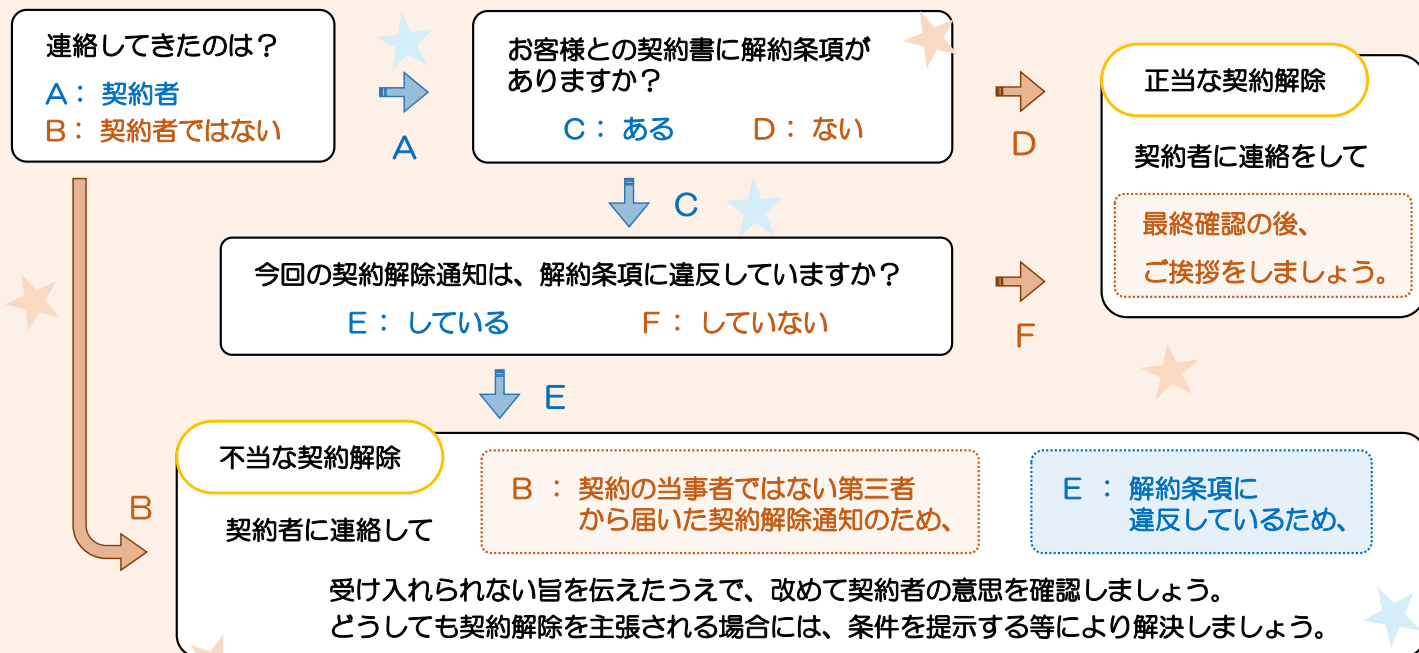 連絡してきたのは？
A： 契約者
B： 契約者ではない
A
お客様との契約書に解約条項が
ありますか？
C： ある　D： ない
D
正当な契約解除
契約者に連絡をして
最終確認の後、
ご挨拶をしましょう。
C
今回の契約解除通知は、解約条項に違反していますか？
E： している　F： していない
F
E
B
不当な契約解除
契約者に連絡して
B ： 契約の当事者ではない第三者
から届いた契約解除通知のため、
E ： 解約条項に
違反しているため、
受け入れられない旨を伝えたうえで、改めて契約者の意思を確認しましょう。
どうしても契約解除を主張される場合には、条件を提示する等により解決しましょう。